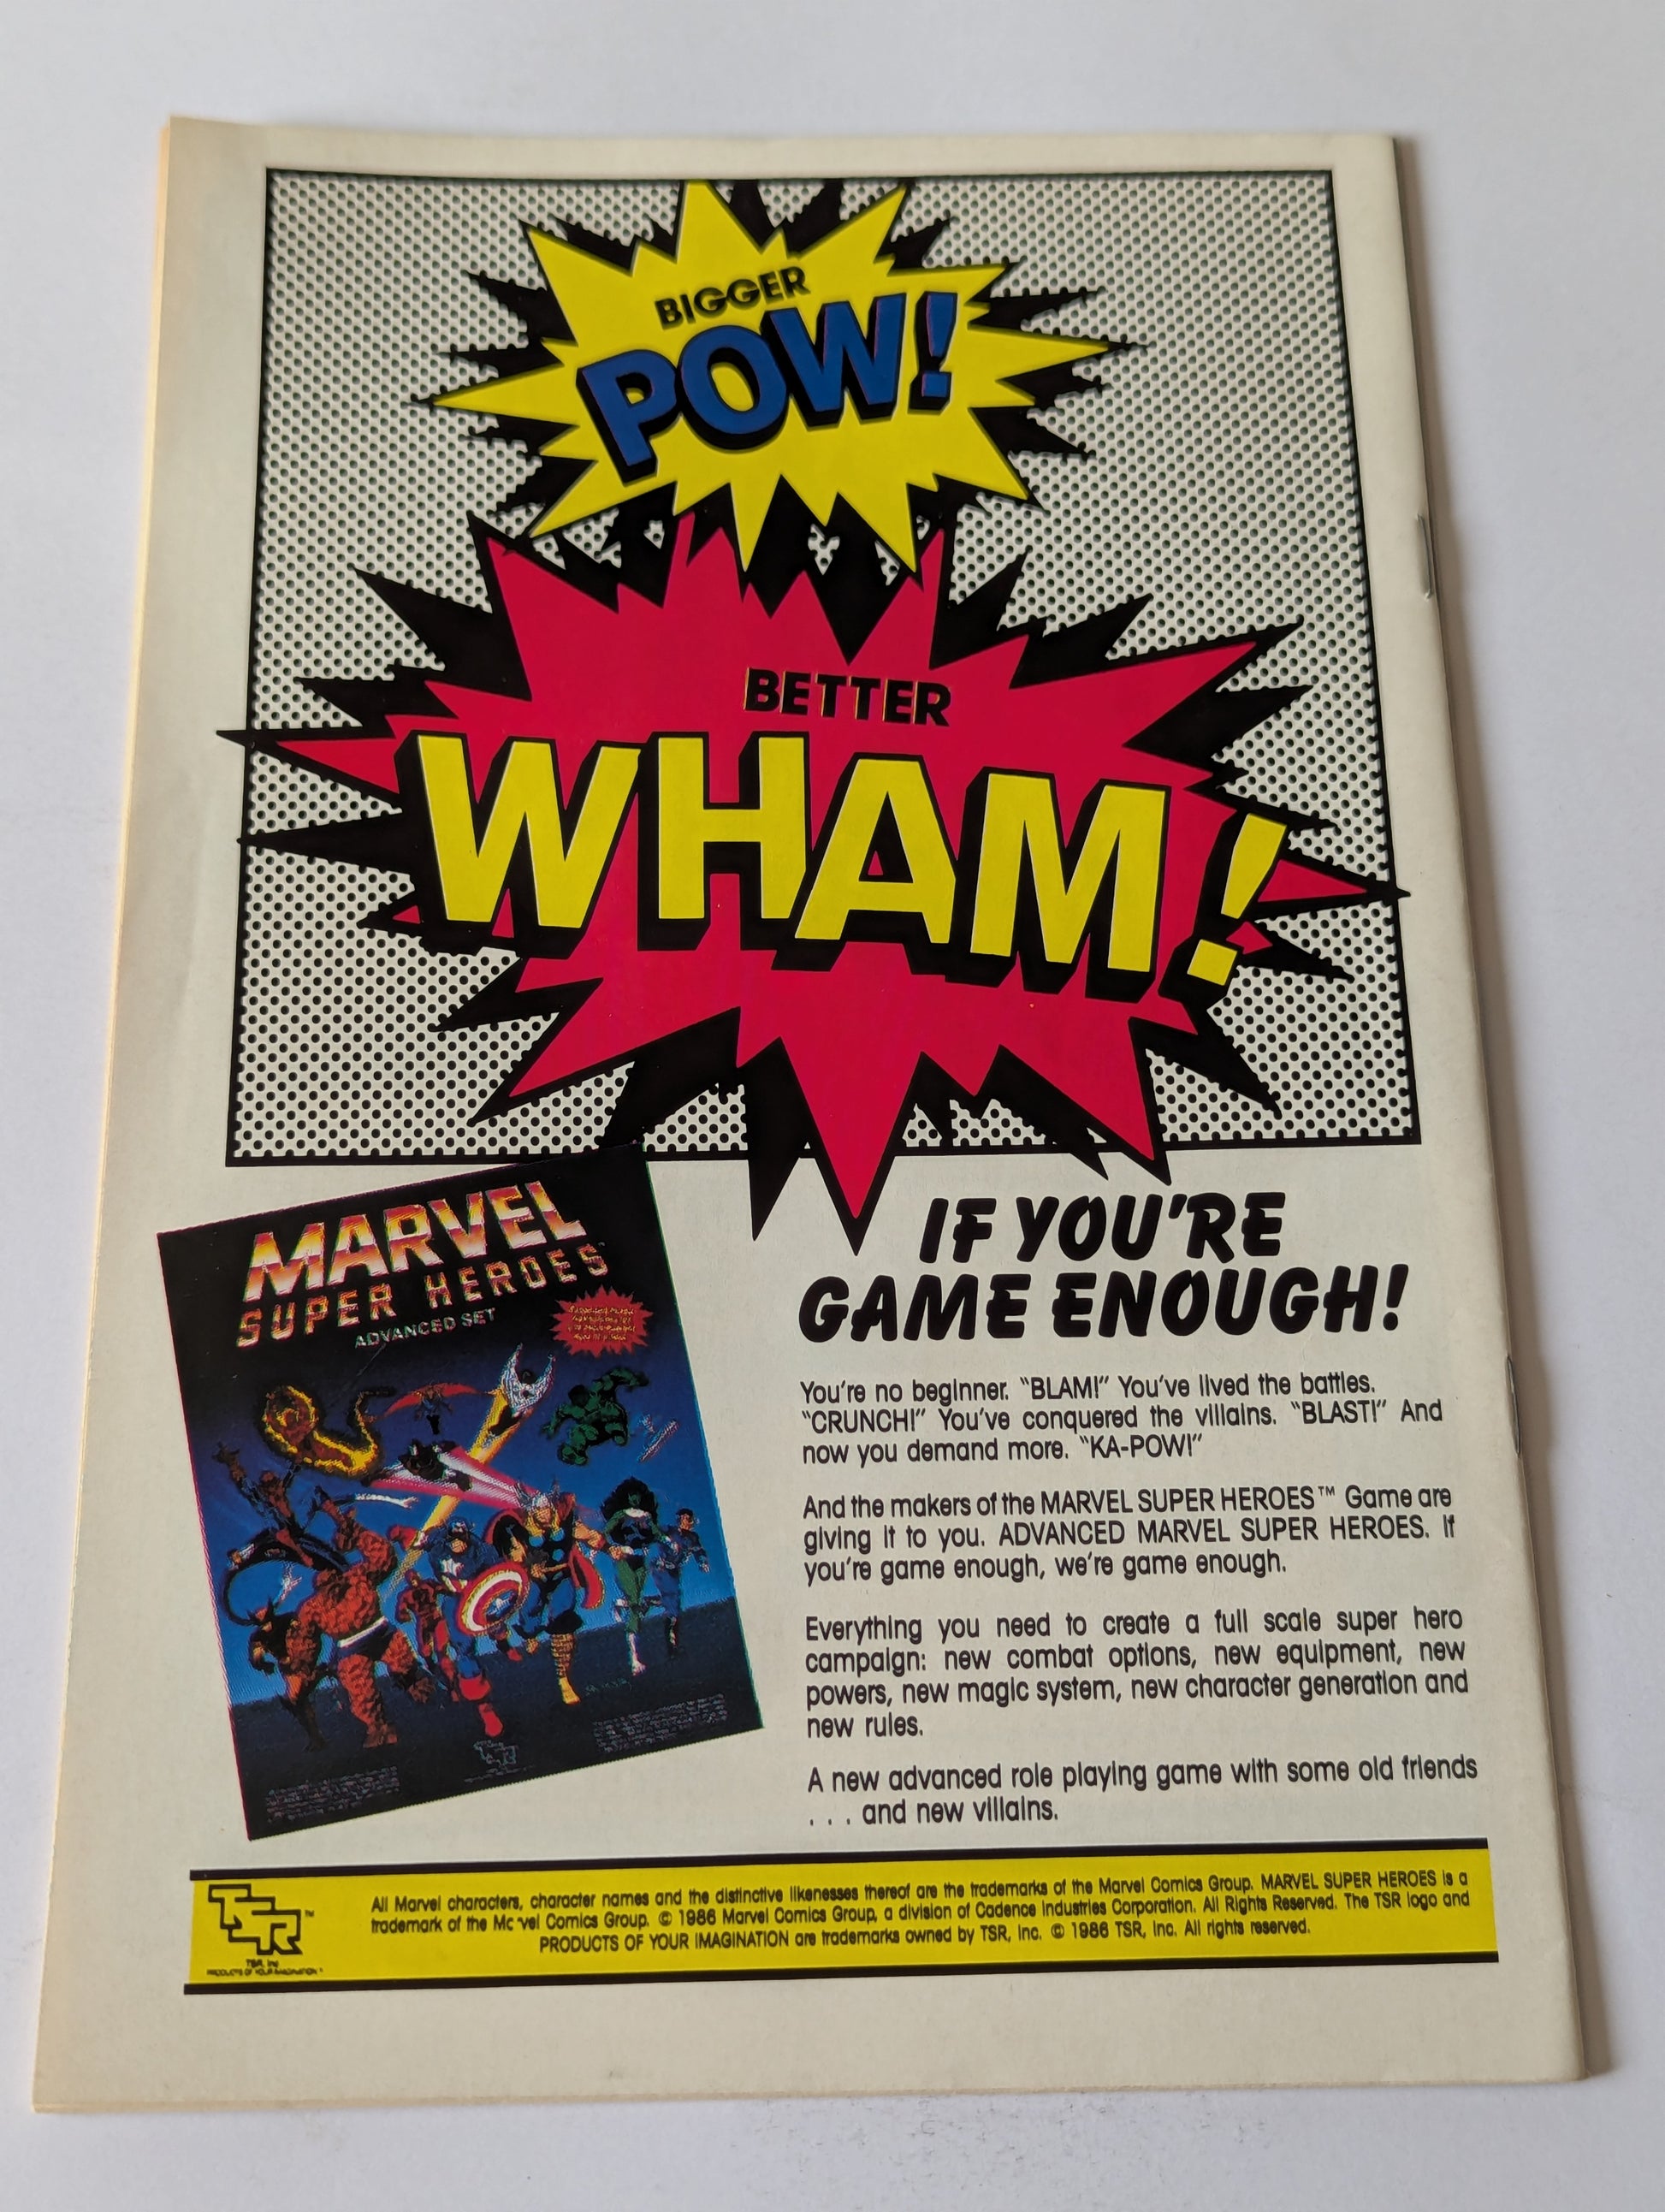 BIGGER
POW!
BETTER
WHAM!
IF YOU'RE
GAME ENOUGH!
MARVEL
SUPER HEROES
ADVANCED SET
You're no beginner. "BLAM!" You've lived the battles.
"CRUNCH!" You've conquered the villains. "BLAST!" And
now you demand more. "KA-POW!"
And the makers of the MARVEL SUPER HEROES™ Game are
giving it to you. ADVANCED MARVEL SUPER HEROES. If
you're game enough, we're game enough.
Everything you need to create a full scale super hero
campaign: new combat options, new equipment, new
powers, new magic system, new character generation and
new rules.
A new advanced role playing game with some old friends
. . . and new villains.
TSR™
TSR, Inc.
PRODUCTS OF YOUR IMAGINATION™
All Marvel characters, character names and the distinctive likenesses thereof are the trademarks of the Marvel Comics Group. MARVEL SUPER HEROES is a
trademark of the Marvel Comics Group. © 1986 Marvel Comics Group, a division of Cadence Industries Corporation. All Rights Reserved. The TSR logo and
PRODUCTS OF YOUR IMAGINATION are trademarks owned by TSR, Inc. © 1986 TSR, Inc. All rights reserved.